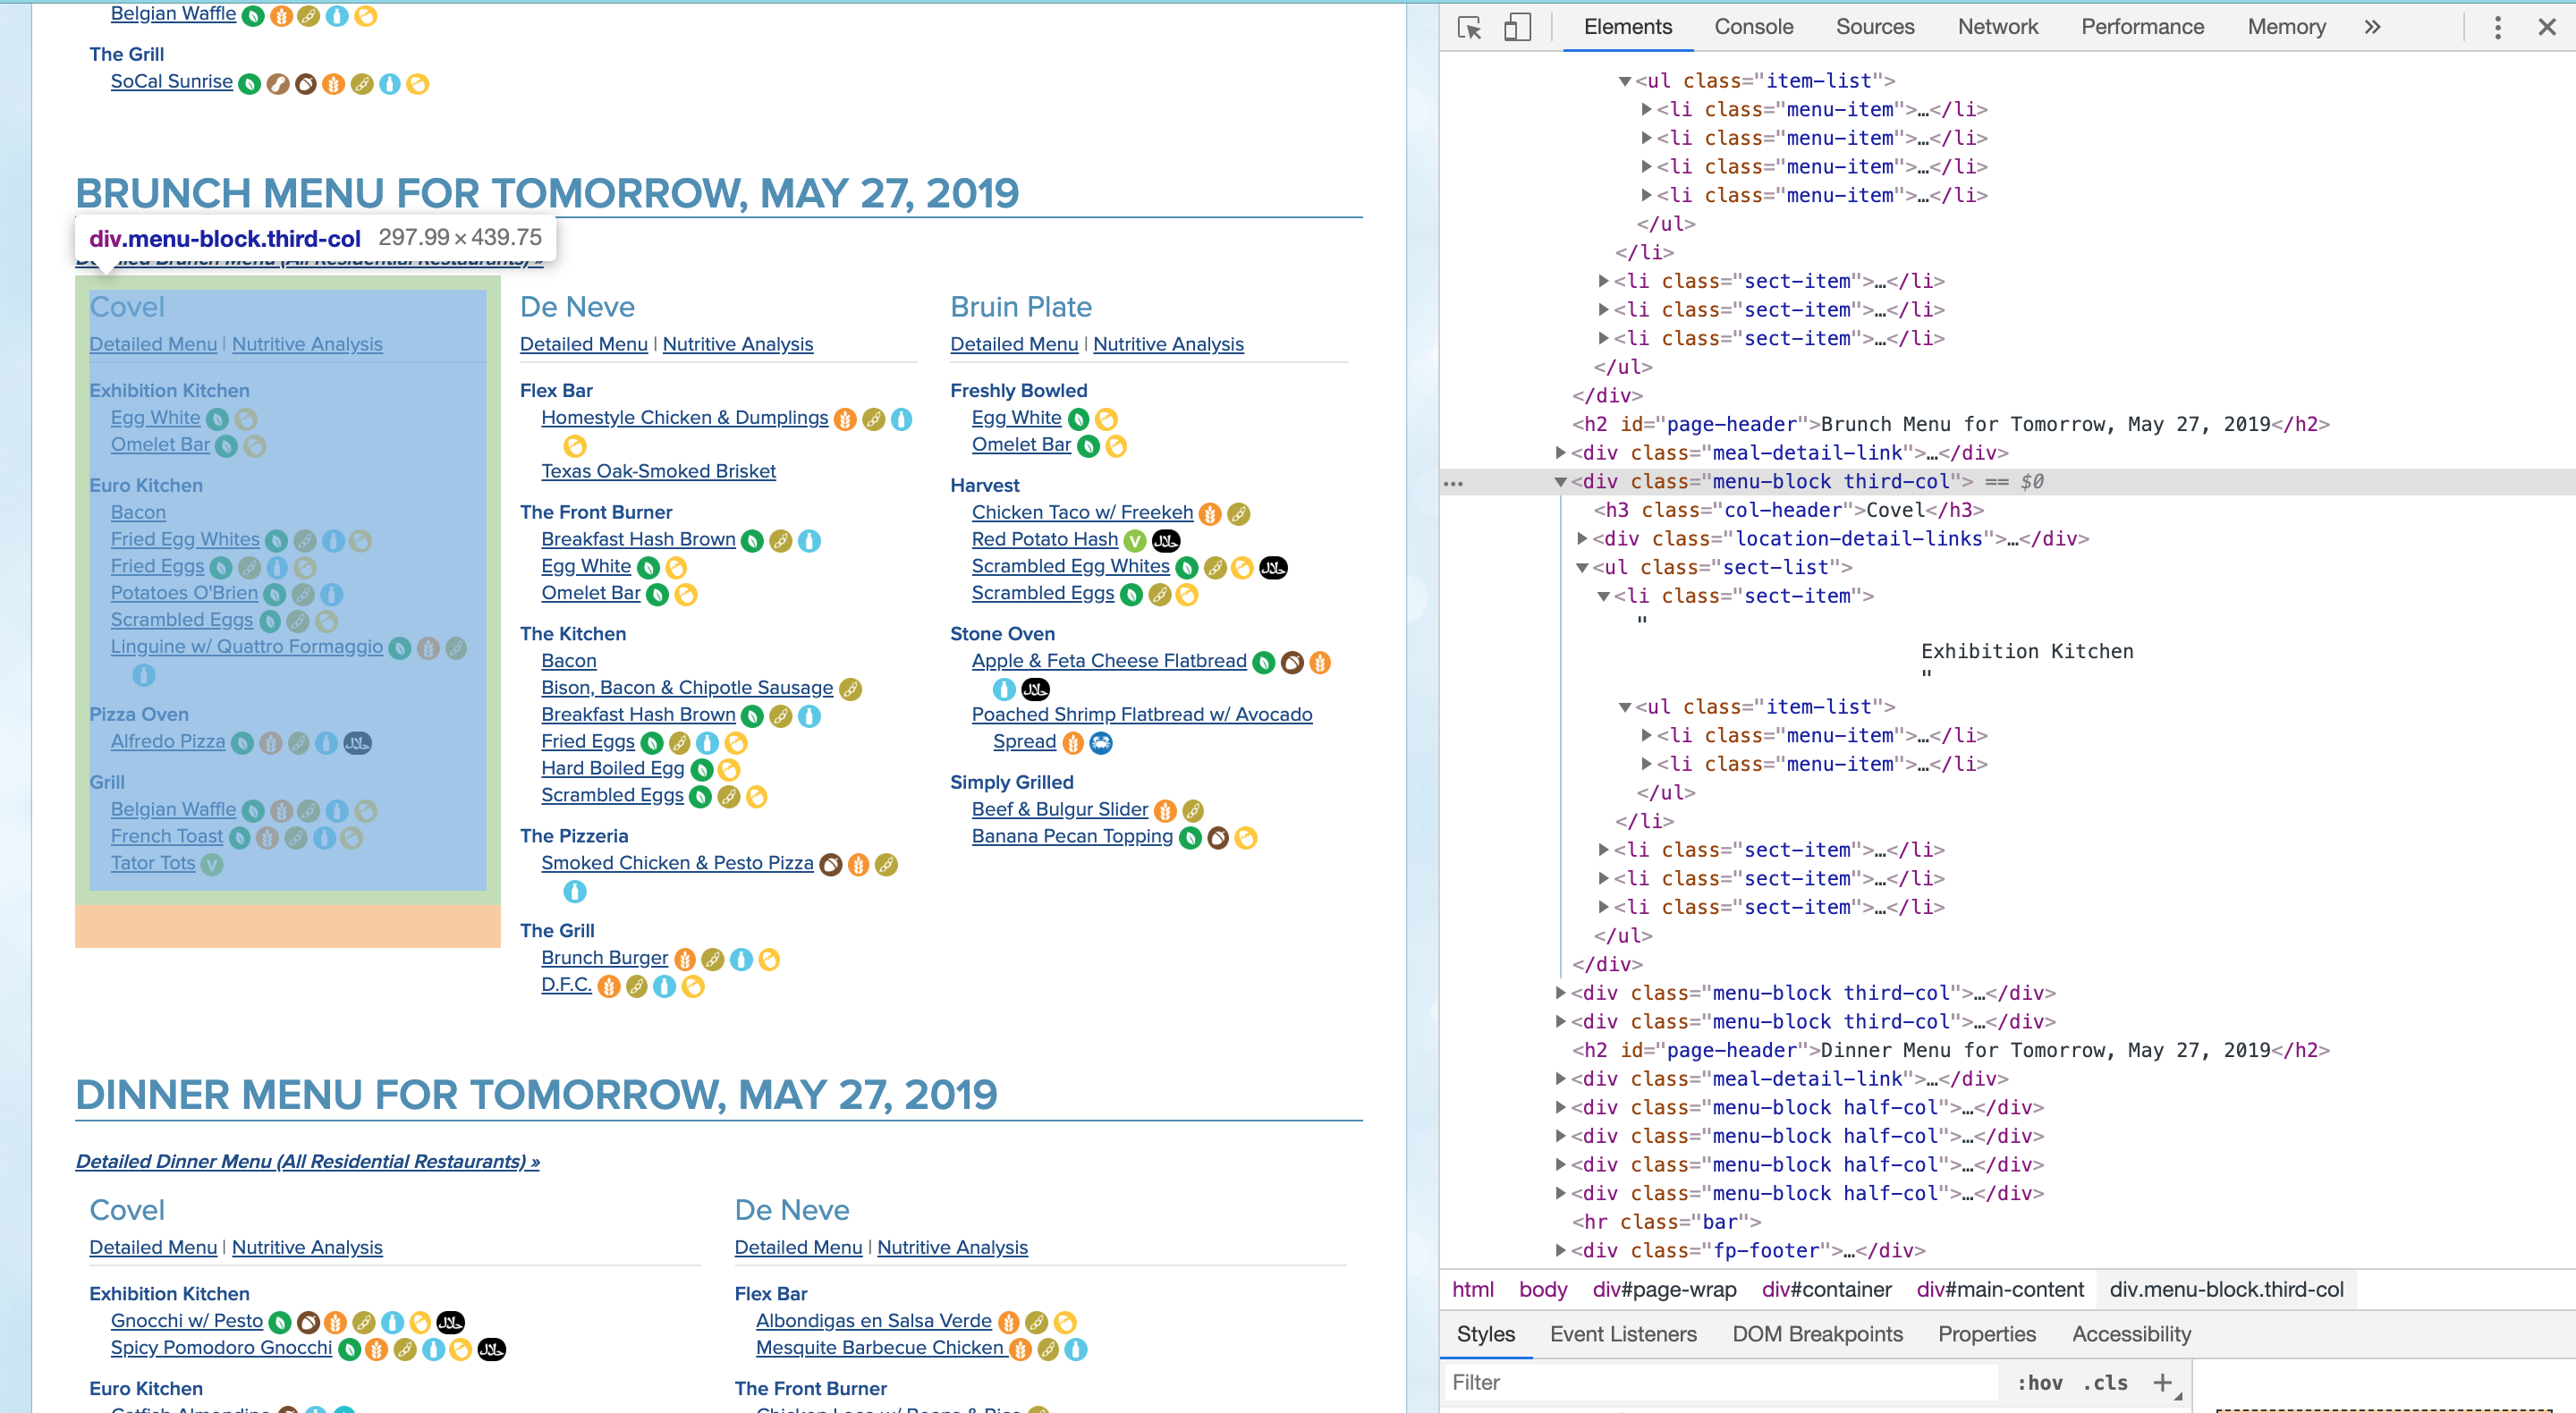 Belgian Waffle
The Grill
SoCal Sunrise
BRUNCH MENU FOR TOMORROW, MAY 27, 2019
div.menu-block.third-col 297.99 × 439.75
Detailed Brunch Menu (All Residential Restaurants) »
Covel
Detailed Menu | Nutritive Analysis
Exhibition Kitchen
Egg White
Omelet Bar
Euro Kitchen
Bacon
Fried Egg Whites
Fried Eggs
Potatoes O'Brien
Scrambled Eggs
Linguine w/ Quattro Formaggio
Pizza Oven
Alfredo Pizza حلال
Grill
Belgian Waffle
French Toast
Tator Tots V
De Neve
Detailed Menu | Nutritive Analysis
Flex Bar
Homestyle Chicken & Dumplings
Texas Oak-Smoked Brisket
The Front Burner
Breakfast Hash Brown
Egg White
Omelet Bar
The Kitchen
Bacon
Bison, Bacon & Chipotle Sausage
Breakfast Hash Brown
Fried Eggs
Hard Boiled Egg
Scrambled Eggs
The Pizzeria
Smoked Chicken & Pesto Pizza
The Grill
Brunch Burger
D.F.C.
Bruin Plate
Detailed Menu | Nutritive Analysis
Freshly Bowled
Egg White
Omelet Bar
Harvest
Chicken Taco w/ Freekeh
Red Potato Hash V حلال
Scrambled Egg Whites حلال
Scrambled Eggs
Stone Oven
Apple & Feta Cheese Flatbread
حلال
Poached Shrimp Flatbread w/ Avocado
Spread
Simply Grilled
Beef & Bulgur Slider
Banana Pecan Topping
DINNER MENU FOR TOMORROW, MAY 27, 2019
Detailed Dinner Menu (All Residential Restaurants) »
Covel
Detailed Menu | Nutritive Analysis
Exhibition Kitchen
Gnocchi w/ Pesto حلال
Spicy Pomodoro Gnocchi حلال
Euro Kitchen
De Neve
Detailed Menu | Nutritive Analysis
Flex Bar
Albondigas en Salsa Verde
Mesquite Barbecue Chicken
The Front Burner
Elements Console Sources Network Performance Memory »
<ul class="item-list">
<li class="menu-item">…</li>
<li class="menu-item">…</li>
<li class="menu-item">…</li>
<li class="menu-item">…</li>
</ul>
</li>
<li class="sect-item">…</li>
<li class="sect-item">…</li>
<li class="sect-item">…</li>
</ul>
</div>
<h2 id="page-header">Brunch Menu for Tomorrow, May 27, 2019</h2>
<div class="meal-detail-link">…</div>
… <div class="menu-block third-col"> == $0
<h3 class="col-header">Covel</h3>
<div class="location-detail-links">…</div>
<ul class="sect-list">
<li class="sect-item">
"
Exhibition Kitchen
"
<ul class="item-list">
<li class="menu-item">…</li>
<li class="menu-item">…</li>
</ul>
</li>
<li class="sect-item">…</li>
<li class="sect-item">…</li>
<li class="sect-item">…</li>
</ul>
</div>
<div class="menu-block third-col">…</div>
<div class="menu-block third-col">…</div>
<h2 id="page-header">Dinner Menu for Tomorrow, May 27, 2019</h2>
<div class="meal-detail-link">…</div>
<div class="menu-block half-col">…</div>
<div class="menu-block half-col">…</div>
<div class="menu-block half-col">…</div>
<div class="menu-block half-col">…</div>
<hr class="bar">
<div class="fp-footer">…</div>
html body div#page-wrap div#container div#main-content div.menu-block.third-col
Styles Event Listeners DOM Breakpoints Properties Accessibility
Filter :hov .cls +